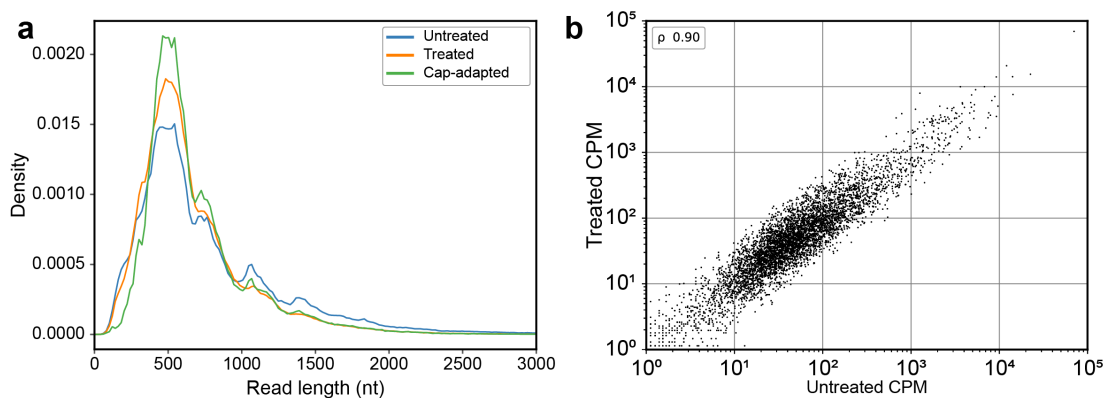 a
Untreated
Treated
Cap-adapted
0.0020
0.015
0.0010
0.0005
0.0000
Density
0 500 1000 1500 2000 2500 3000
Read length (nt)
b
ρ 0.90
10⁵
10⁴
10³
10²
10¹
10⁰
Treated CPM
10⁰ 10¹ 10² 10³ 10⁴ 10⁵
Untreated CPM